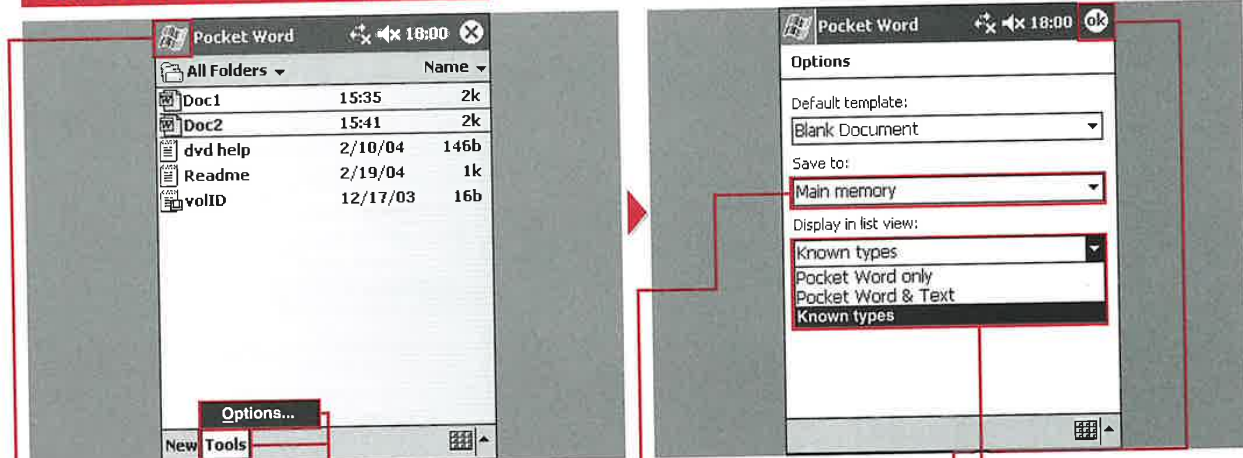 Pocket Word 18:00
All Folders Name
Doc1 15:35 2k
Doc2 15:41 2k
dvd help 2/10/04 146b
Readme 2/19/04 1k
volID 12/17/03 16b
Options...
New Tools
Pocket Word 18:00 ok
Options
Default template:
Blank Document
Save to:
Main memory
Display in list view:
Known types
Pocket Word only
Pocket Word & Text
Known types